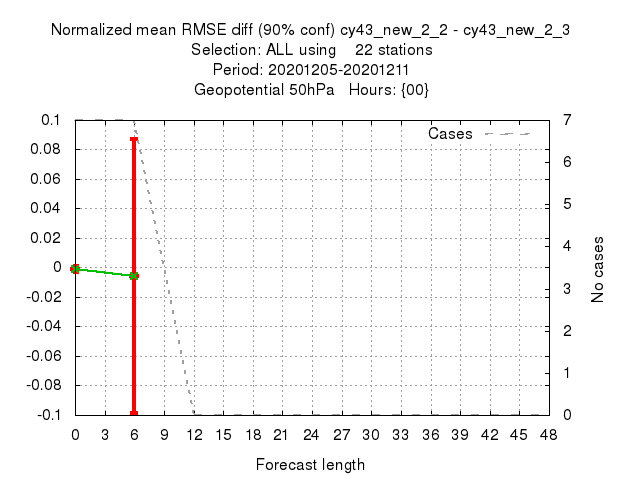 Normalized mean RMSE diff (90% conf) cy43_new_2_2 - cy43_new_2_3
Selection: ALL using 22 stations
Period: 20201205-20201211
Geopotential 50hPa Hours: {00}
Cases
0.1
0.08
0.06
0.04
0.02
0
-0.02
-0.04
-0.06
-0.08
-0.1
7
6
5
4
3
2
1
0
No cases
0 3 6 9 12 15 18 21 24 27 30 33 36 39 42 45 48
Forecast length